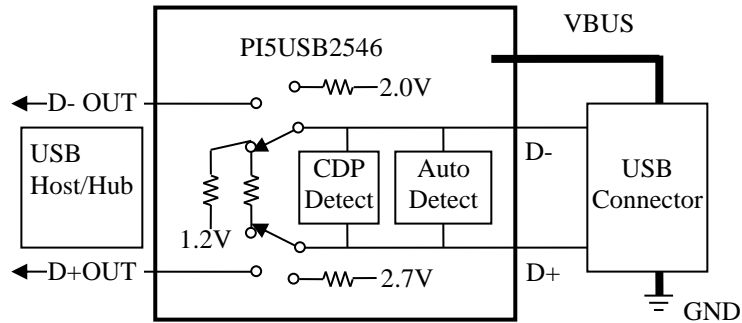 VBUS
PI5USB2546
2.0V
D- OUT
USB
Host/Hub
CDP
Detect
Auto
Detect
D-
USB
Connector
1.2V
D+OUT
2.7V
D+
GND